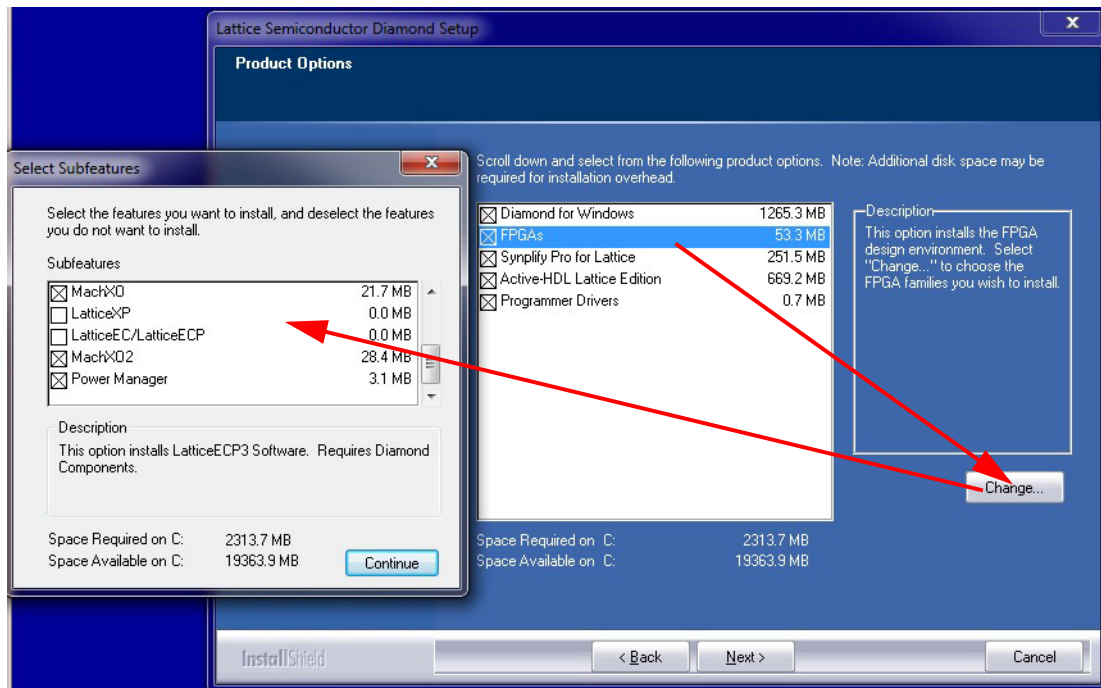 Lattice Semiconductor Diamond Setup
x
Product Options
Scroll down and select from the following product options. Note: Additional disk space may be
required for installation overhead.
Diamond for Windows 1265.3 MB
FPGAs 53.3 MB
Synplify Pro for Lattice 251.5 MB
Active-HDL Lattice Edition 669.2 MB
Programmer Drivers 0.7 MB
Description
This option installs the FPGA
design environment. Select
"Change..." to choose the
FPGA families you wish to install.
Change...
Space Required on C: 2313.7 MB
Space Available on C: 19363.9 MB
InstallShield
< Back
Next >
Cancel
Select Subfeatures
x
Select the features you want to install, and deselect the features
you do not want to install.
Subfeatures
MachXO 21.7 MB
LatticeXP 0.0 MB
LatticeEC/LatticeECP 0.0 MB
MachXO2 28.4 MB
Power Manager 3.1 MB
Description
This option installs LatticeECP3 Software. Requires Diamond
Components.
Space Required on C: 2313.7 MB
Space Available on C: 19363.9 MB
Continue